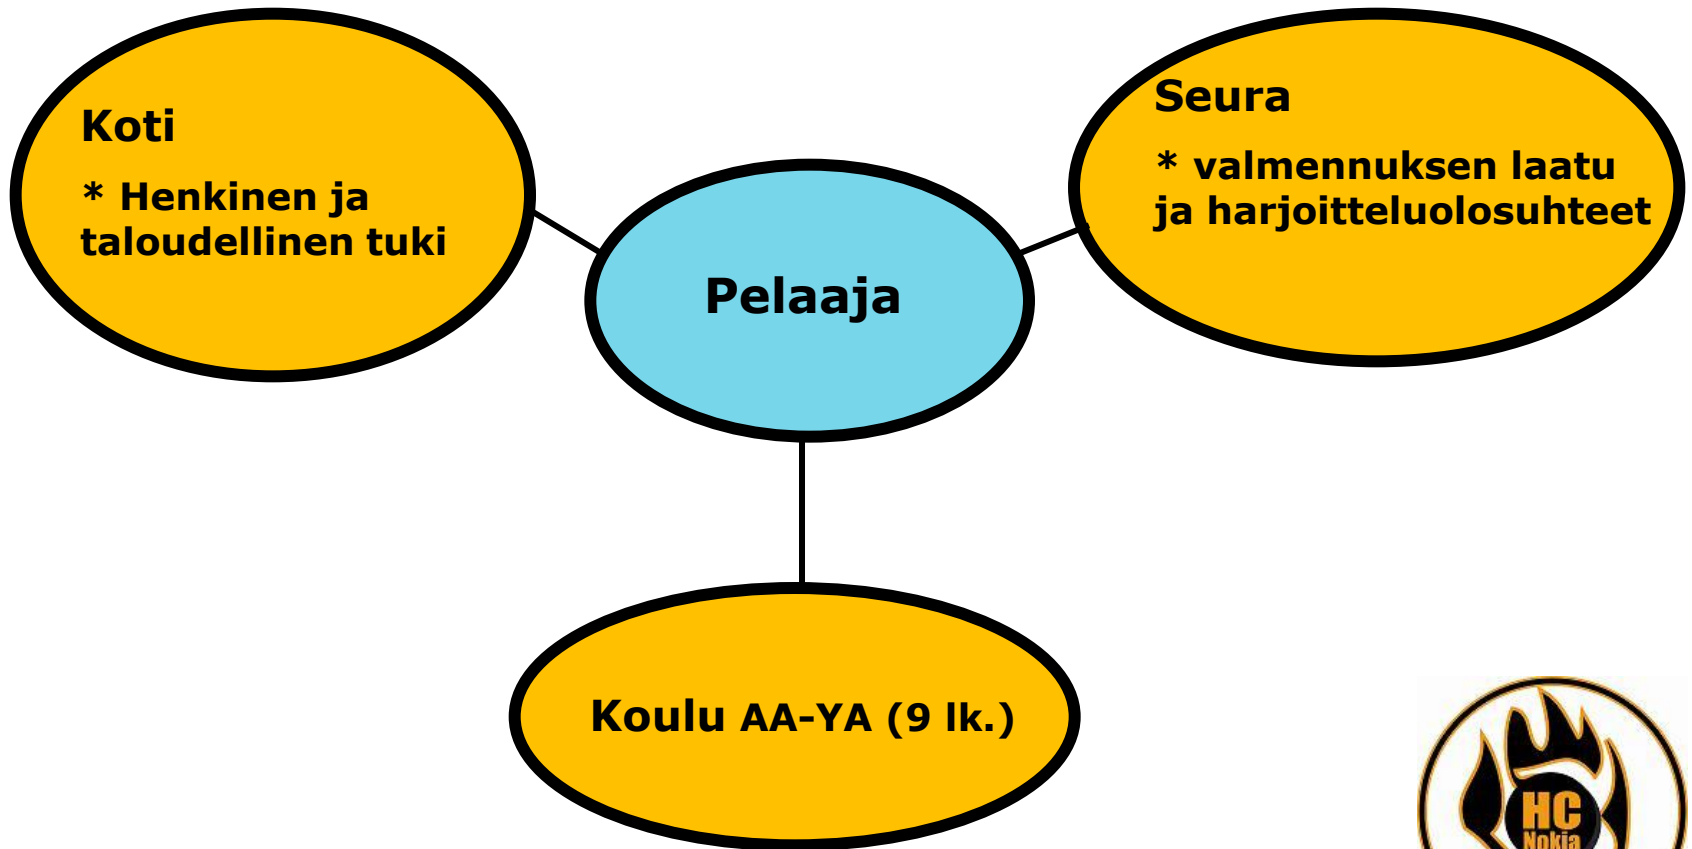 Koti
* Henkinen ja
taloudellinen tuki
Seura
* valmennuksen laatu
ja harjoitteluolosuhteet
Pelaaja
Koulu AA-YA (9 lk.)
HC
Nokia